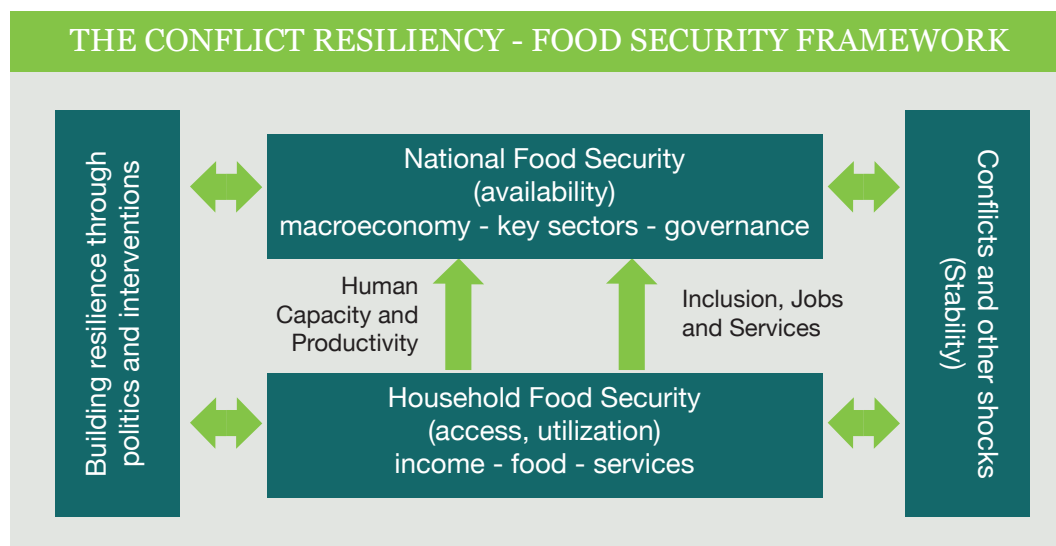 THE CONFLICT RESILIENCY - FOOD SECURITY FRAMEWORK
Building resilience through
politics and interventions
National Food Security
(availability)
macroeconomy - key sectors - governance
Human
Capacity and
Productivity
Inclusion, Jobs
and Services
Household Food Security
(access, utilization)
income - food - services
Conflicts and other shocks
(Stability)